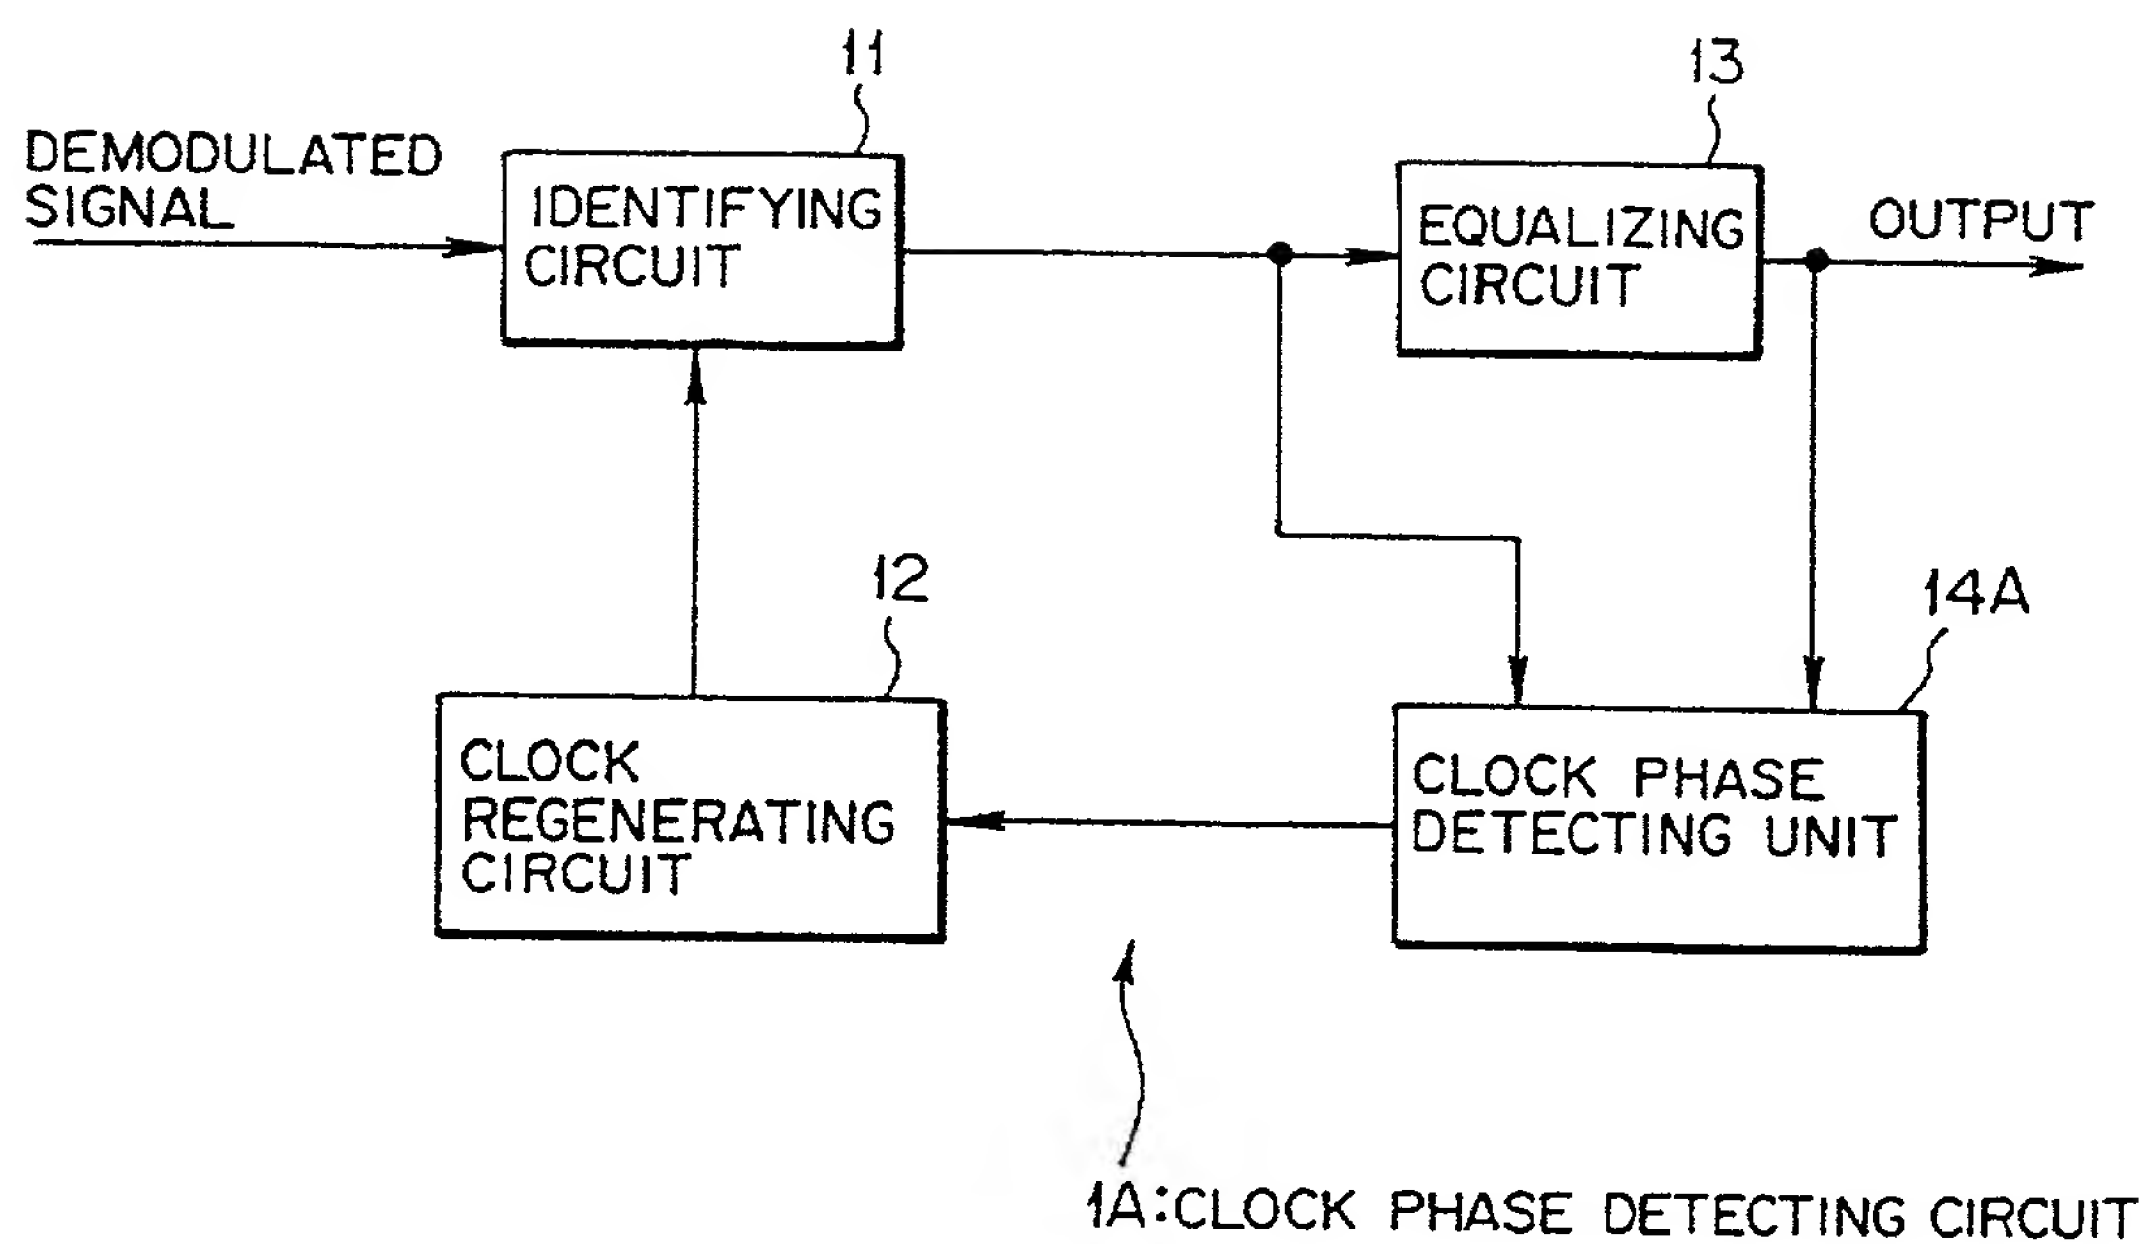 11
13
DEMODULATED
SIGNAL
IDENTIFYING
CIRCUIT
EQUALIZING
CIRCUIT
OUTPUT
12
14A
CLOCK
REGENERATING
CIRCUIT
CLOCK PHASE
DETECTING UNIT
1A:CLOCK PHASE DETECTING CIRCUIT